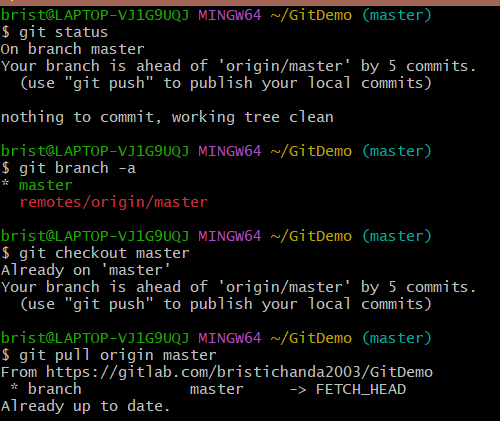 brist@LAPTOP-VJ1G9UQJ MINGW64 ~/GitDemo (master)
$ git status
On branch master
Your branch is ahead of 'origin/master' by 5 commits.
  (use "git push" to publish your local commits)

nothing to commit, working tree clean

brist@LAPTOP-VJ1G9UQJ MINGW64 ~/GitDemo (master)
$ git branch -a
* master
  remotes/origin/master

brist@LAPTOP-VJ1G9UQJ MINGW64 ~/GitDemo (master)
$ git checkout master
Already on 'master'
Your branch is ahead of 'origin/master' by 5 commits.
  (use "git push" to publish your local commits)

brist@LAPTOP-VJ1G9UQJ MINGW64 ~/GitDemo (master)
$ git pull origin master
From https://gitlab.com/bristichanda2003/GitDemo
 * branch            master     -> FETCH_HEAD
Already up to date.